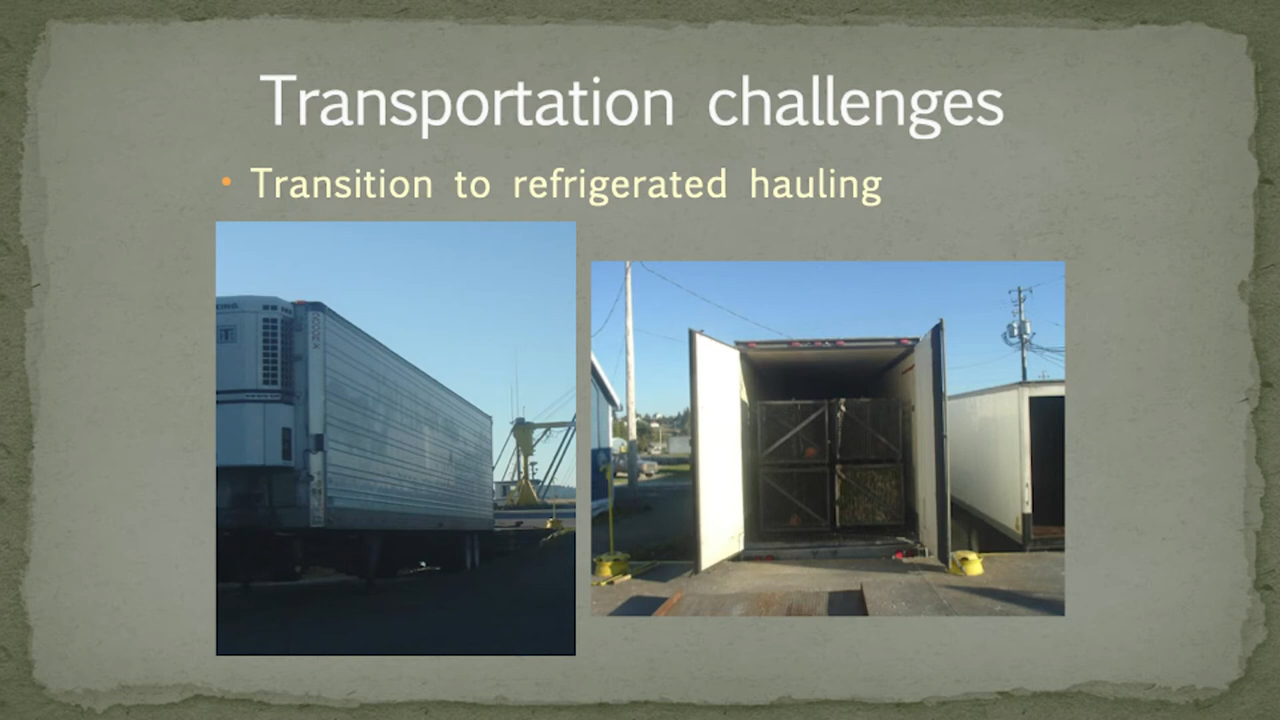 Transportation challenges
• Transition to refrigerated hauling